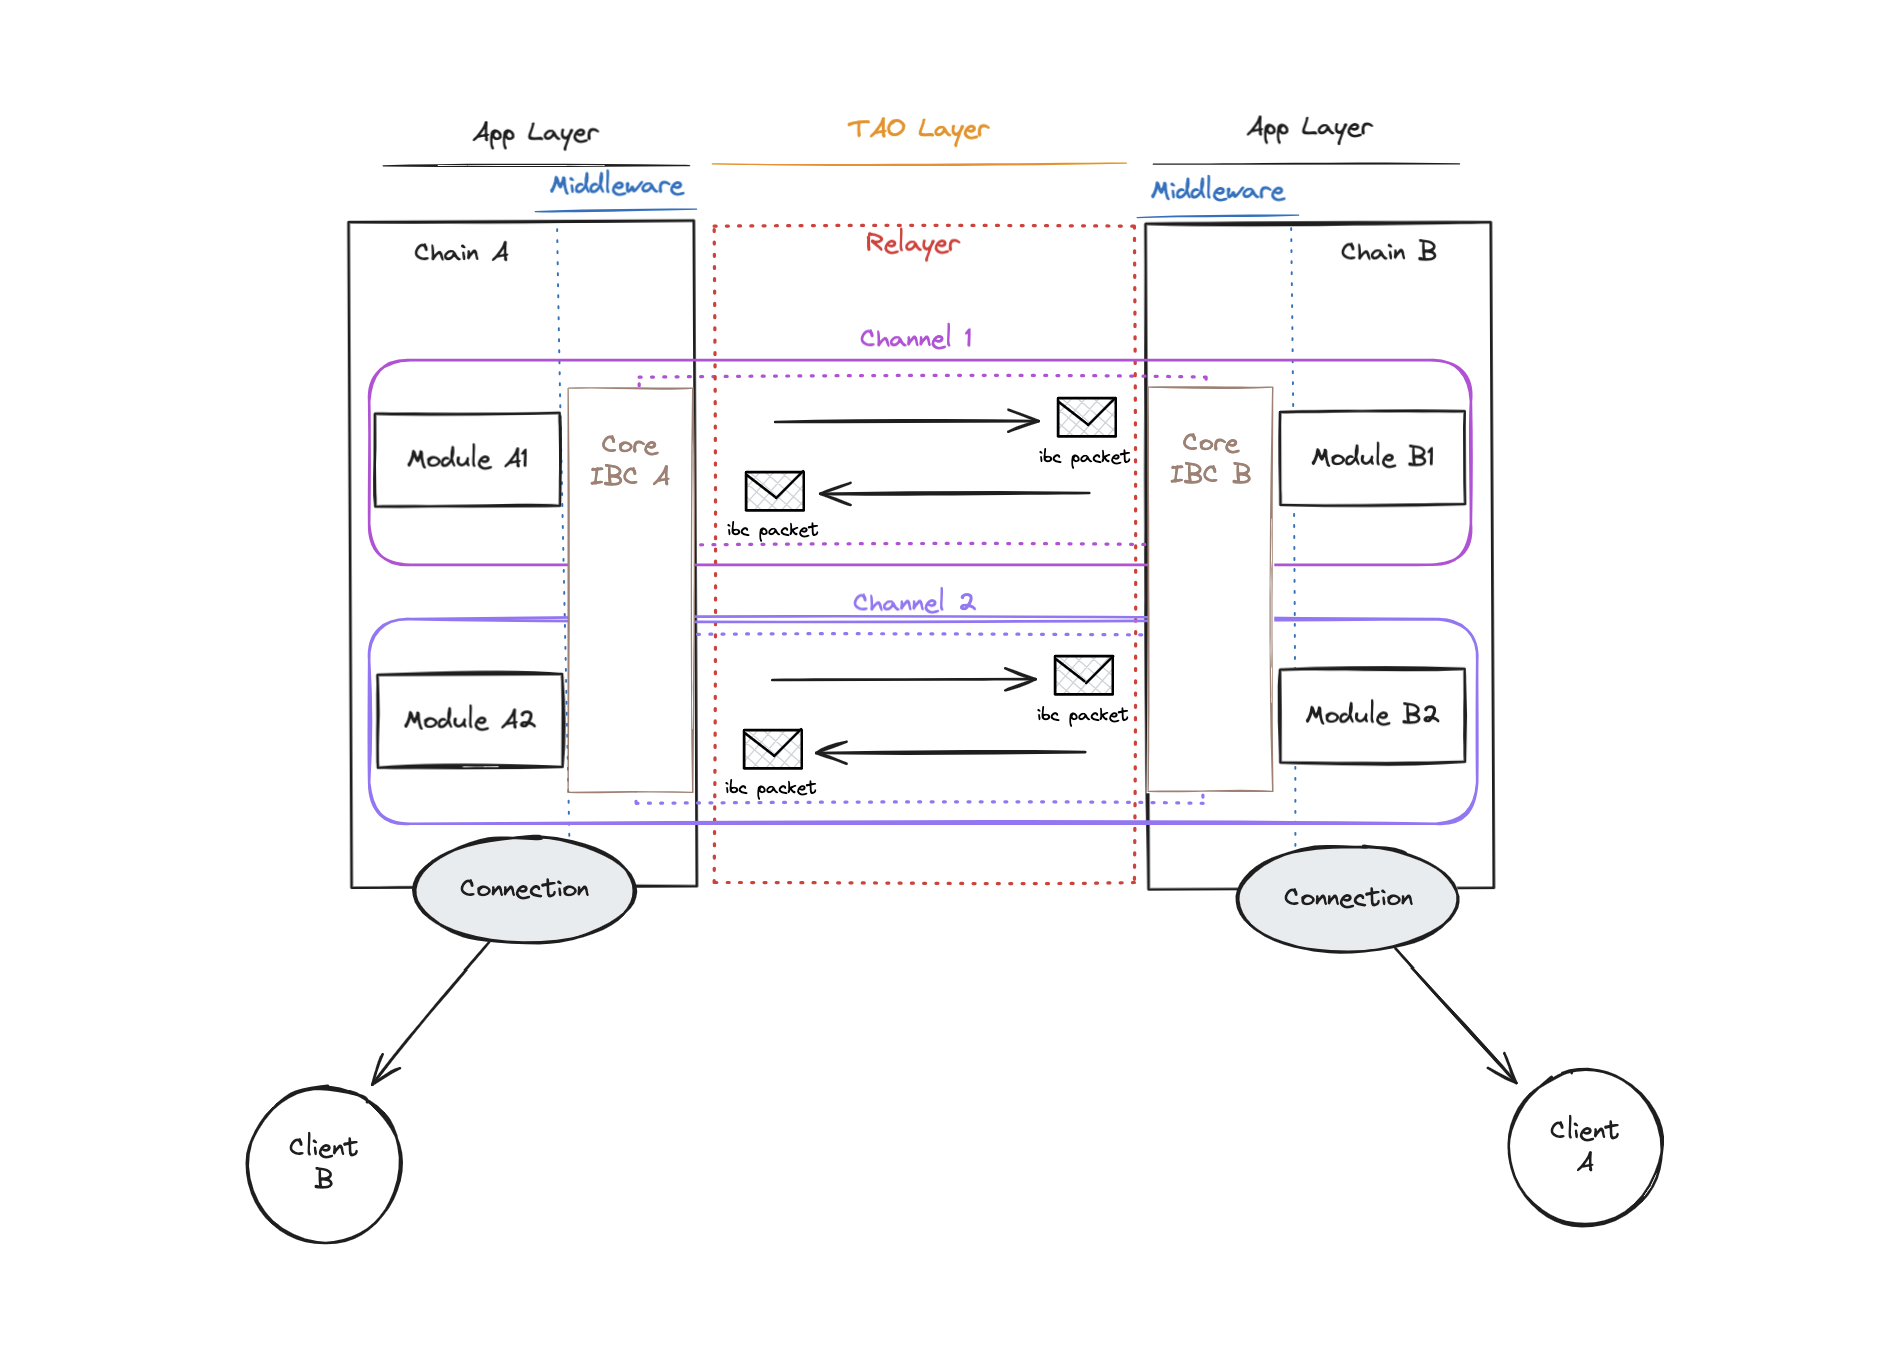 App Layer
TAO Layer
App Layer
Middleware
Middleware
Chain A
Relayer
Chain B
Channel 1
Module A1
Core
IBC A
ibc packet
ibc packet
Core
IBC B
Module B1
Channel 2
Module A2
ibc packet
ibc packet
Module B2
Connection
Connection
Client
B
Client
A